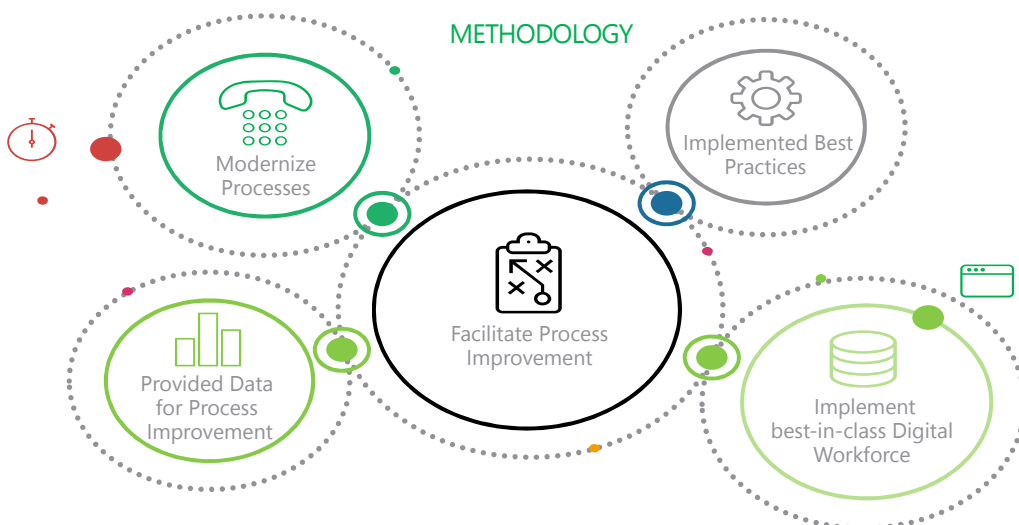 METHODOLOGY
Modernize
Processes
Implemented Best
Practices
Facilitate Process
Improvement
Provided Data
for Process
Improvement
Implement
best-in-class Digital
Workforce